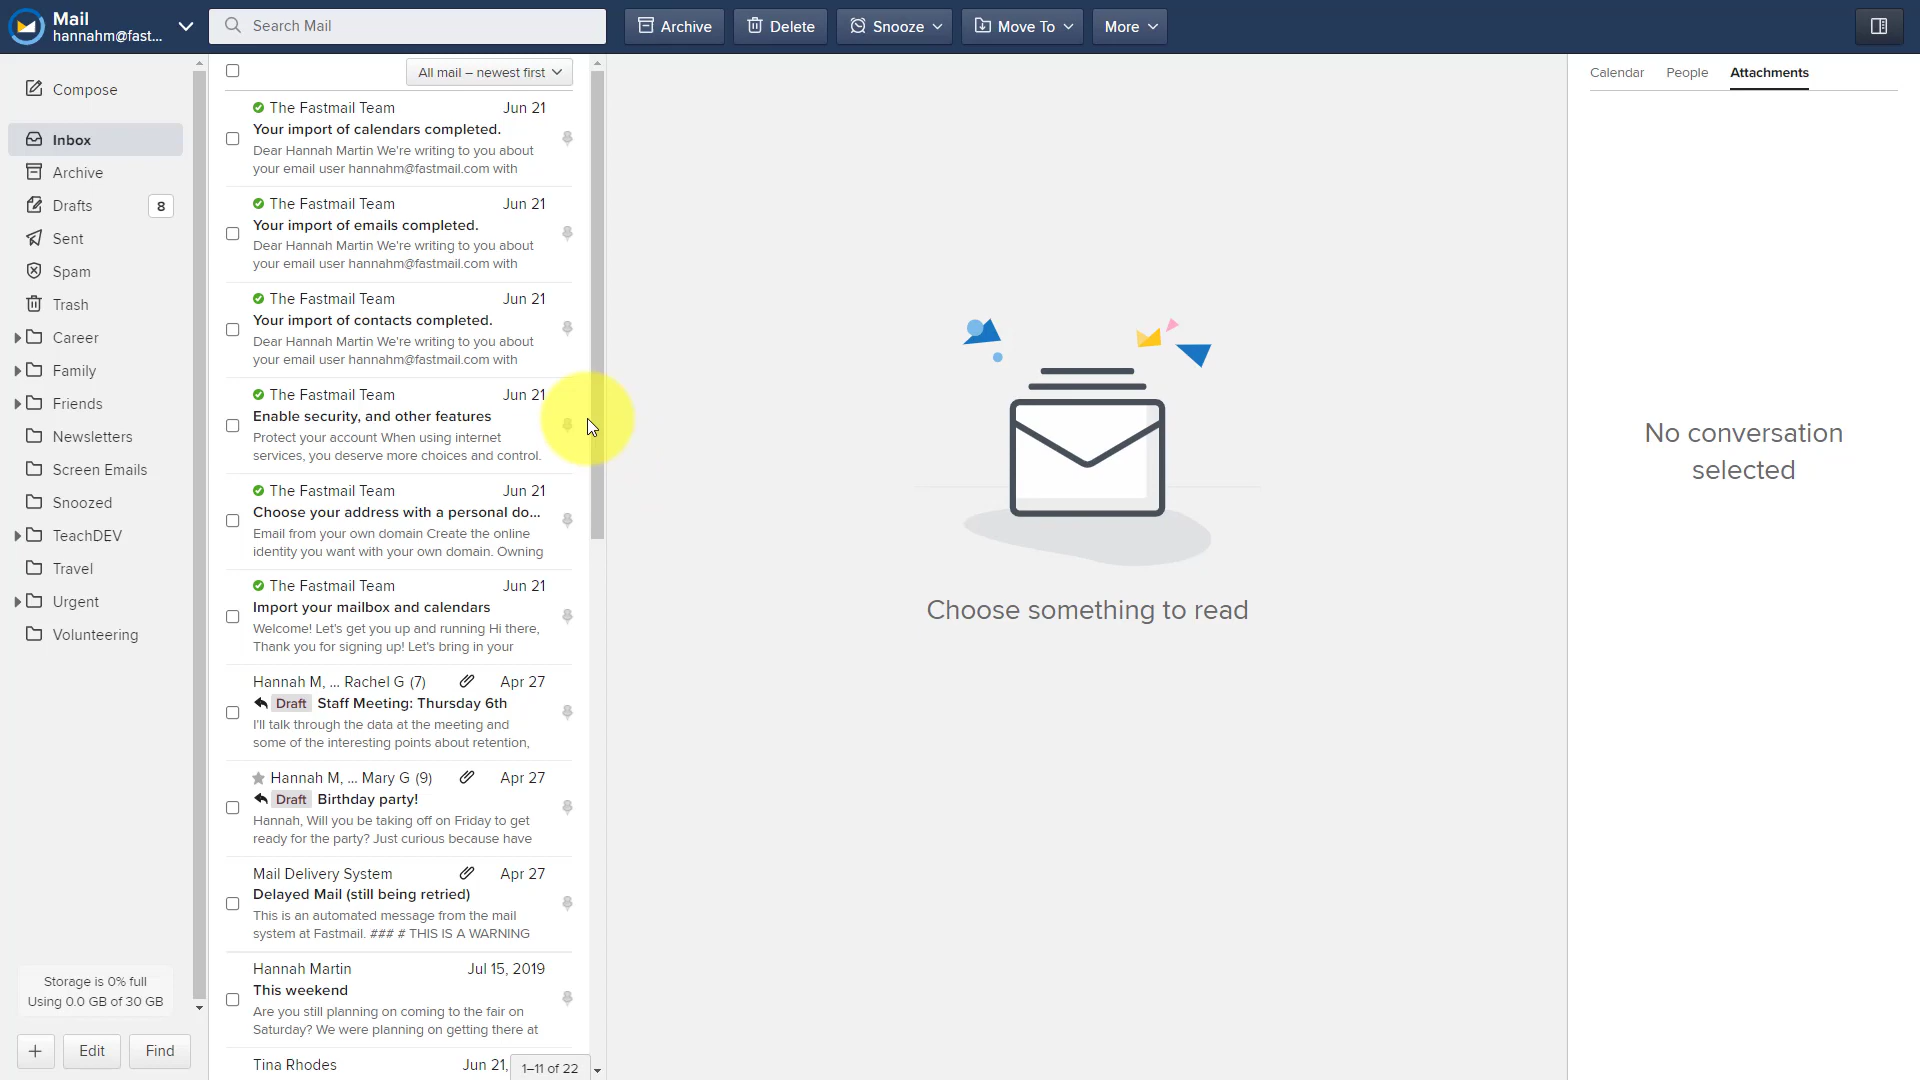 Mail
hannahm@fast...
Search Mail
Archive
Delete
Snooze
Move To
More
Compose
Inbox
Archive
Drafts 8
Sent
Spam
Trash
Career
Family
Friends
Newsletters
Screen Emails
Snoozed
TeachDEV
Travel
Urgent
Volunteering
Storage is 0% full
Using 0.0 GB of 30 GB
Edit
Find
All mail – newest first
The Fastmail Team Jun 21
Your import of calendars completed.
Dear Hannah Martin We're writing to you about
your email user hannahm@fastmail.com with
The Fastmail Team Jun 21
Your import of emails completed.
Dear Hannah Martin We're writing to you about
your email user hannahm@fastmail.com with
The Fastmail Team Jun 21
Your import of contacts completed.
Dear Hannah Martin We're writing to you about
your email user hannahm@fastmail.com with
The Fastmail Team Jun 21
Enable security, and other features
Protect your account When using internet
services, you deserve more choices and control.
The Fastmail Team Jun 21
Choose your address with a personal do...
Email from your own domain Create the online
identity you want with your own domain. Owning
The Fastmail Team Jun 21
Import your mailbox and calendars
Welcome! Let's get you up and running Hi there,
Thank you for signing up! Let's bring in your
Hannah M, ... Rachel G (7) Apr 27
Draft Staff Meeting: Thursday 6th
I'll talk through the data at the meeting and
some of the interesting points about retention,
Hannah M, ... Mary G (9) Apr 27
Draft Birthday party!
Hannah, Will you be taking off on Friday to get
ready for the party? Just curious because have
Mail Delivery System Apr 27
Delayed Mail (still being retried)
This is an automated message from the mail
system at Fastmail. ### # THIS IS A WARNING
Hannah Martin Jul 15, 2019
This weekend
Are you still planning on coming to the fair on
Saturday? We were planning on getting there at
Tina Rhodes Jun 21,
1–11 of 22
Choose something to read
Calendar
People
Attachments
No conversation
selected